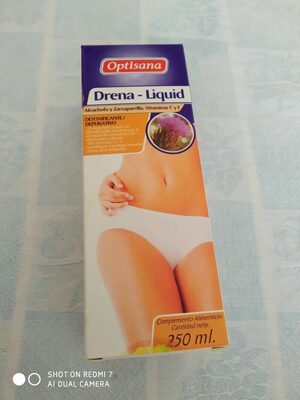 Optisana
Drena - Liquid
Alcachofa y Zarzaparrilla. Vitaminas C y E
DETOXIFICANTE /
DEPURATIVO
Complemento Alimenticio
Cantidad neta:
250 ml.
SHOT ON REDMI 7
AI DUAL CAMERA